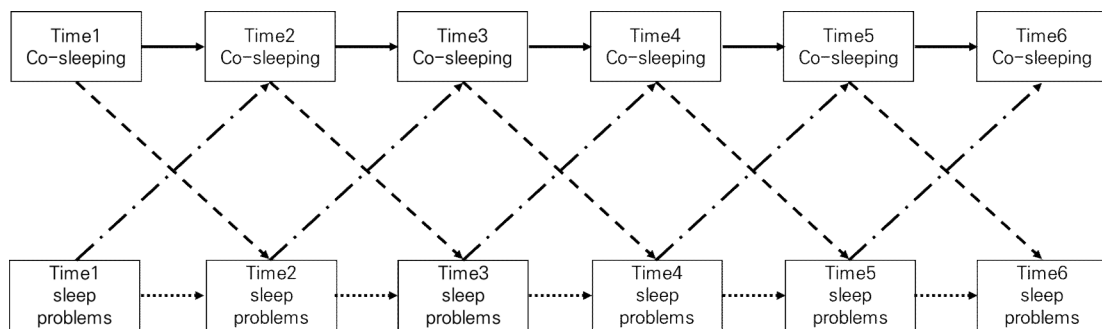 Time1
Co-sleeping
Time2
Co-sleeping
Time3
Co-sleeping
Time4
Co-sleeping
Time5
Co-sleeping
Time6
Co-sleeping
Time1
sleep
problems
Time2
sleep
problems
Time3
sleep
problems
Time4
sleep
problems
Time5
sleep
problems
Time6
sleep
problems